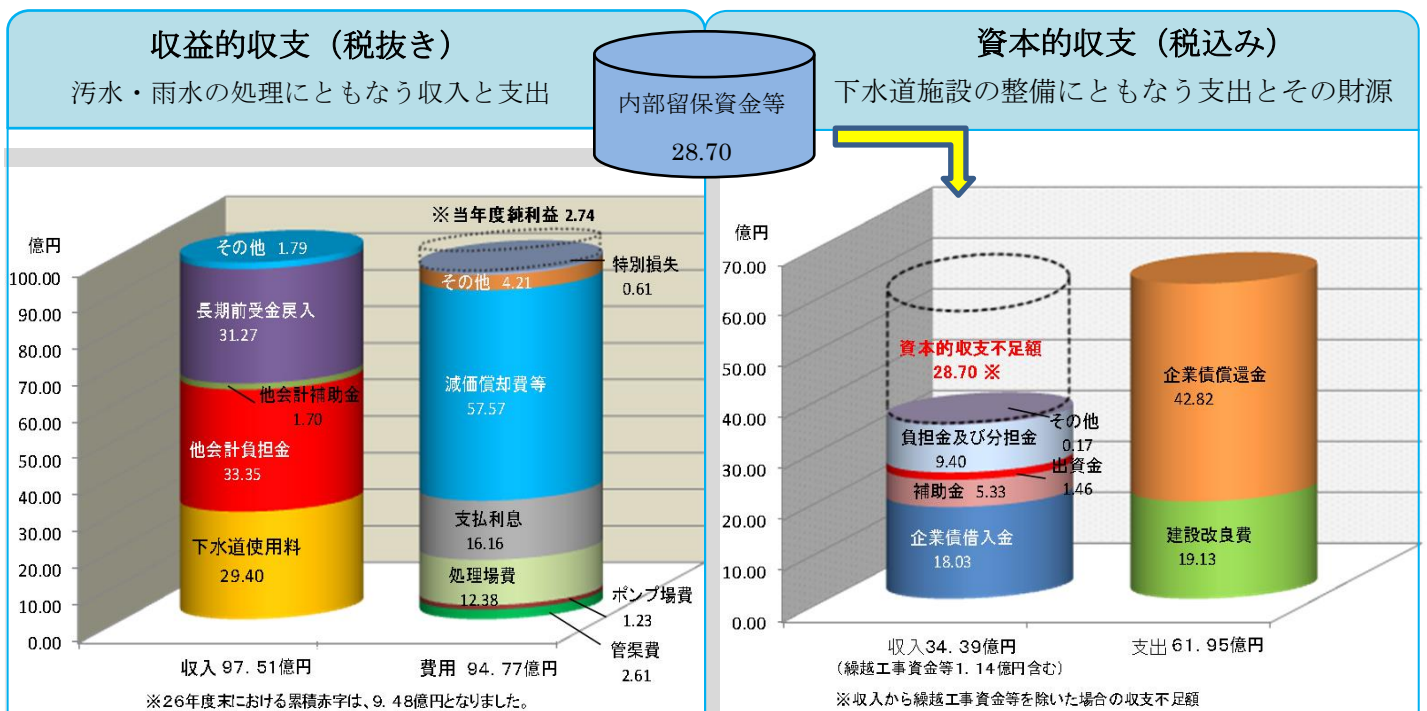 収益的収支（税抜き）
汚水・雨水の処理にともなう収入と支出
内部留保資金等
28.70
資本的収支（税込み）
下水道施設の整備にともなう支出とその財源
億円
100.00
90.00
80.00
70.00
60.00
50.00
40.00
30.00
20.00
10.00
0.00
その他 1.79
長期前受金戻入
31.27
他会計補助金
1.70
他会計負担金
33.35
下水道使用料
29.40
収入 97.51億円
※当年度純利益 2.74
特別損失
0.61
その他 4.21
減価償却費等
57.57
支払利息
16.16
処理場費
12.38
ポンプ場費
1.23
管渠費
2.61
費用 94.77億円
※26年度末における累積赤字は、9.48億円となりました。
億円
70.00
60.00
50.00
40.00
30.00
20.00
10.00
0.00
資本的収支不足額
28.70 ※
その他
0.17
負担金及び分担金
9.40
出資金
1.46
補助金 5.33
企業債借入金
18.03
収入34.39億円
（繰越工事資金等1.14億円含む）
企業債償還金
42.82
建設改良費
19.13
支出61.95億円
※収入から繰越工事資金等を除いた場合の収支不足額